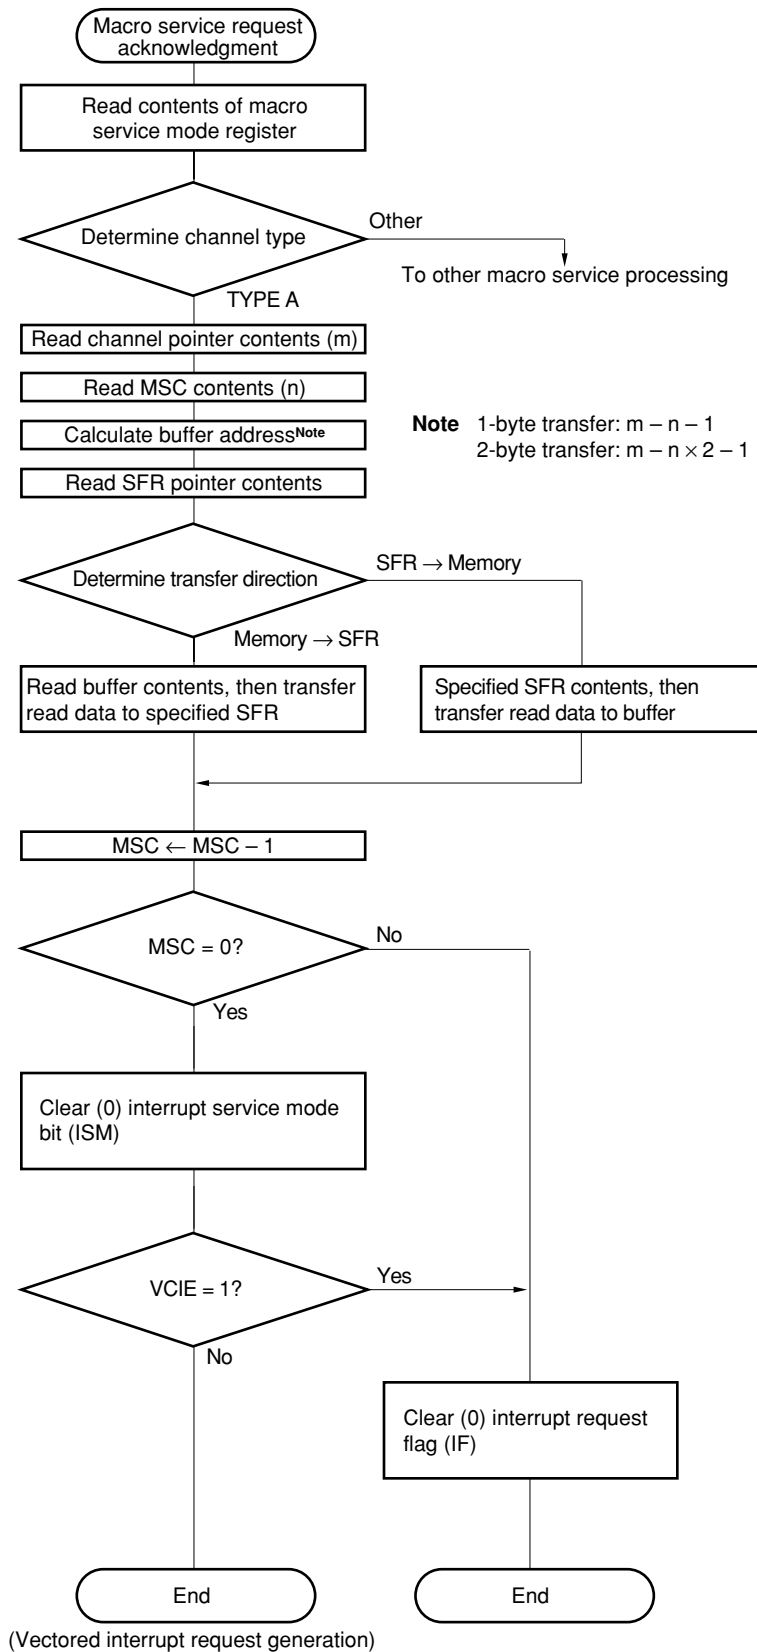 Macro service request
acknowledgment
Read contents of macro
service mode register
Determine channel type
Other
To other macro service processing
TYPE A
Read channel pointer contents (m)
Read MSC contents (n)
Calculate buffer addressNote
Note 1-byte transfer: m – n – 1
2-byte transfer: m – n × 2 – 1
Read SFR pointer contents
Determine transfer direction
SFR → Memory
Memory → SFR
Read buffer contents, then transfer
read data to specified SFR
Specified SFR contents, then
transfer read data to buffer
MSC ← MSC – 1
MSC = 0?
No
Yes
Clear (0) interrupt service mode
bit (ISM)
VCIE = 1?
Yes
No
Clear (0) interrupt request
flag (IF)
End
End
(Vectored interrupt request generation)